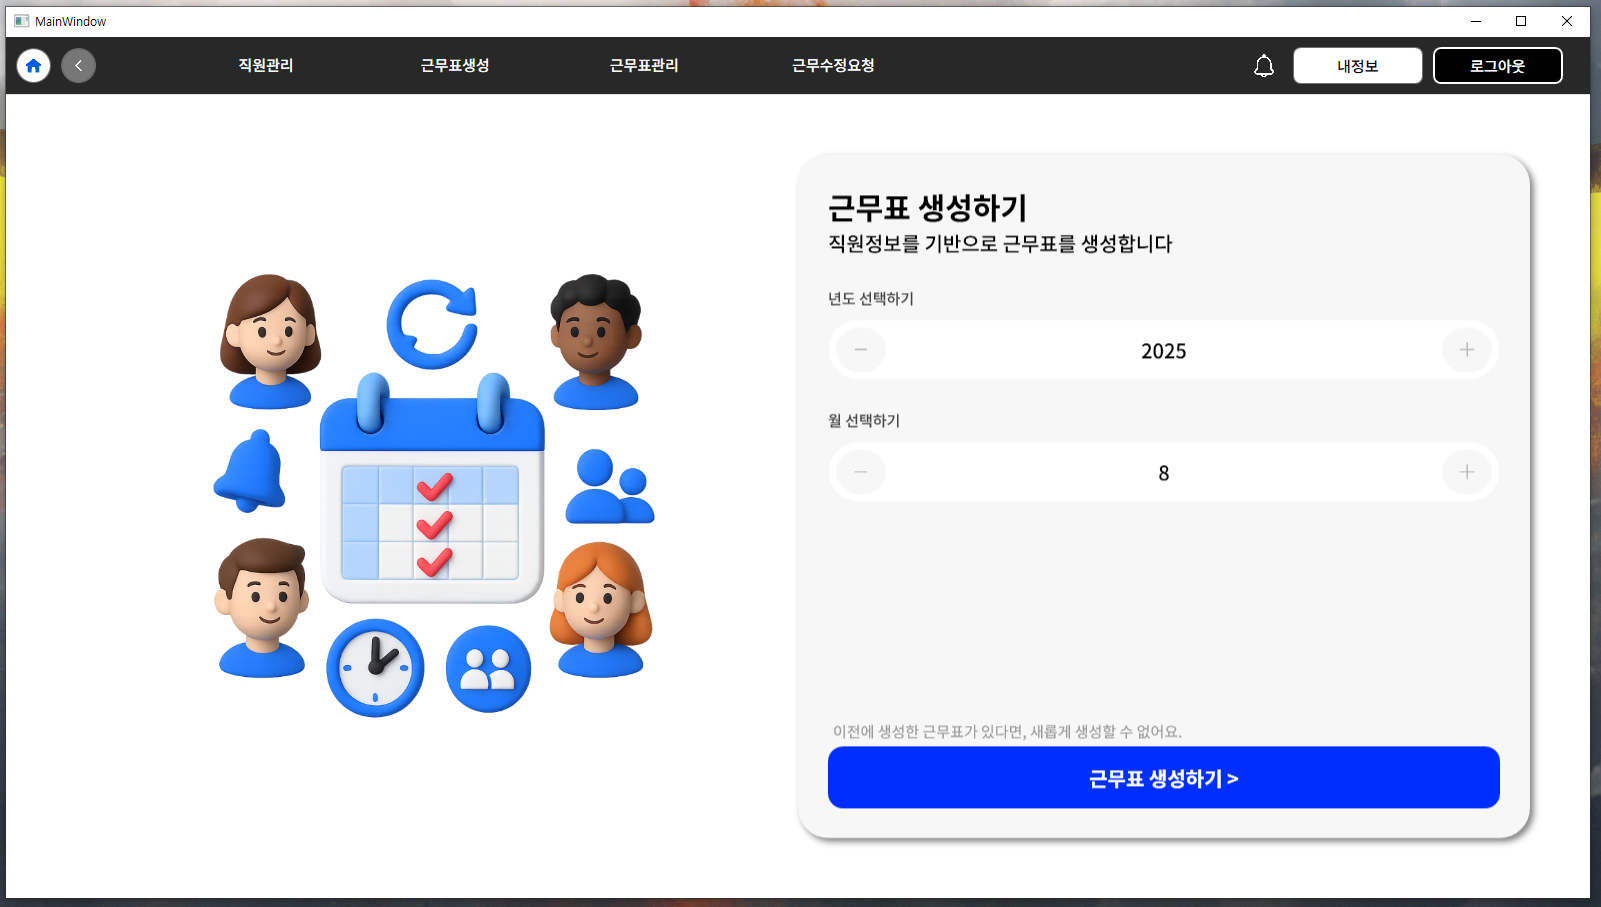 MainWindow
직원관리 근무표생성 근무표관리 근무수정요청 내정보 로그아웃
근무표 생성하기
직원정보를 기반으로 근무표를 생성합니다
년도 선택하기
− 2025 +
월 선택하기
− 8 +
이전에 생성한 근무표가 있다면, 새롭게 생성할 수 없어요.
근무표 생성하기 >